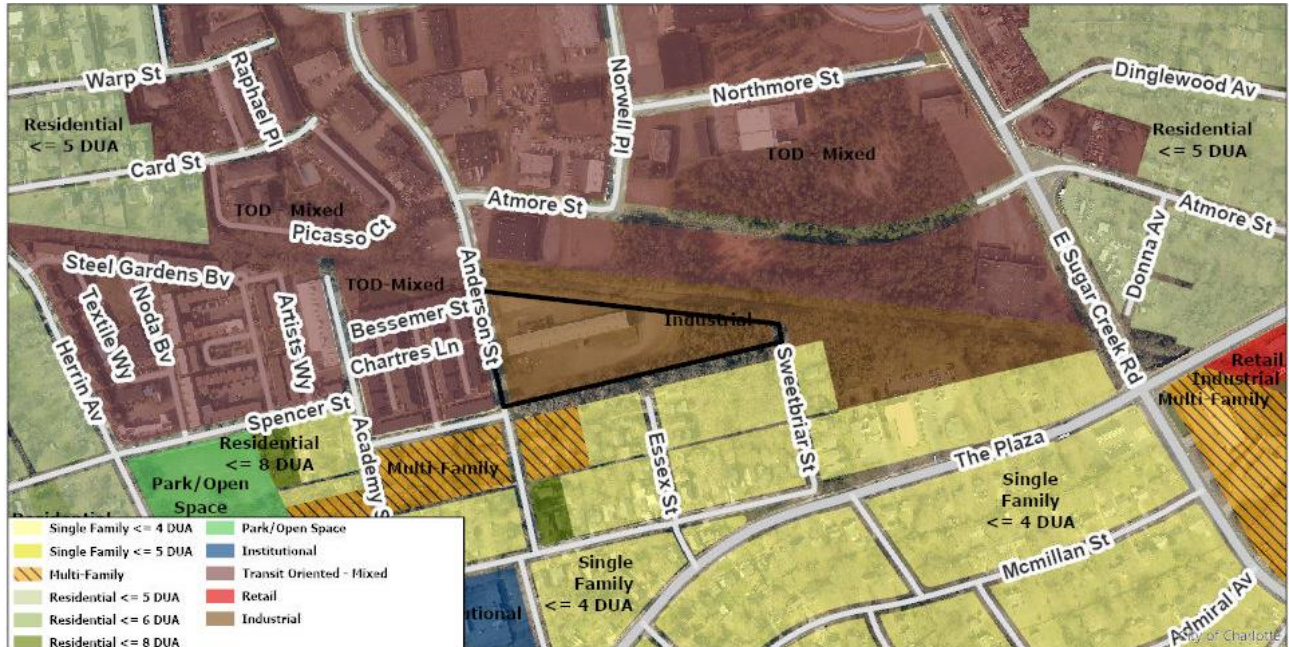 Warp St
Raphael Pl
Residential
<= 5 DUA
Card St
TOD - Mixed
Picasso Ct
Norwell Pl
Northmore St
TOD - Mixed
Dinglewood Av
Residential
<= 5 DUA
Atmore St
Atmore St
Donna Av
E Sugar Creek Rd
Steel Gardens Bv
Textile Wy
Noda Bv
Artists Wy
Herrin Av
TOD-Mixed
Bessemer St
Chartres Ln
Anderson St
Industrial
Spencer St
Residential
<= 8 DUA
Park/Open
Space
Academy S
Multi-Family
Essex St
Sweetbriar St
The Plaza
Retail
Industrial
Multi-Family
Single
Family
<= 4 DUA
Mcmillan St
Single
Family
<= 4 DUA
Admiral Av
Residential
utional
Single Family <= 4 DUA
Single Family <= 5 DUA
Multi-Family
Residential <= 5 DUA
Residential <= 6 DUA
Residential <= 8 DUA
Park/Open Space
Institutional
Transit Oriented - Mixed
Retail
Industrial
City of Charlotte